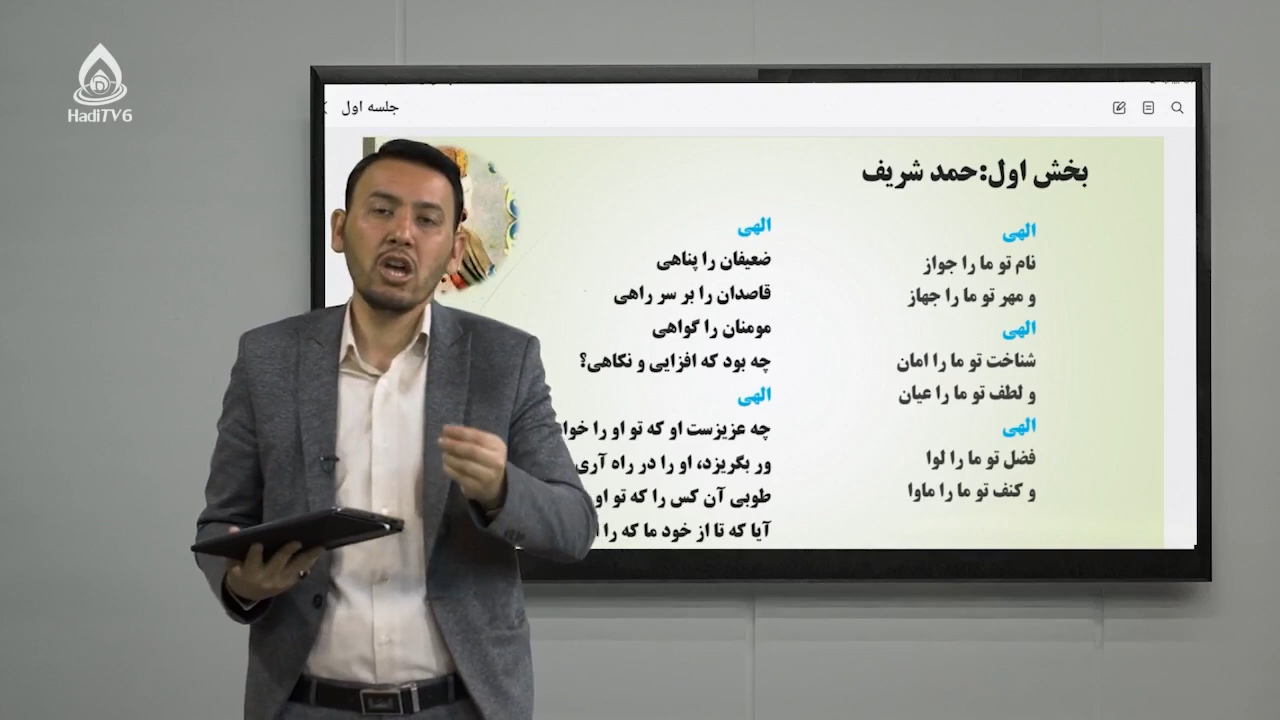 HadiTV6
جلسه اول
بخش اول:حمد شریف
الهی
نام تو ما را جواز
و مهر تو ما را جهاز
الهی
شناخت تو ما را امان
و لطف تو ما را عیان
الهی
فضل تو ما را لوا
و کنف تو ما را ماوا
الهی
ضعیفان را پناهی
قاصدان را بر سر راهی
مومنان را گواهی
چه بود که افزایی و نکاهی؟
الهی
چه عزیزست او که تو او را
ور بگریزد، او را در راه آری
طوبی آن کس را که تو او
آیا که تا از خود ما که را